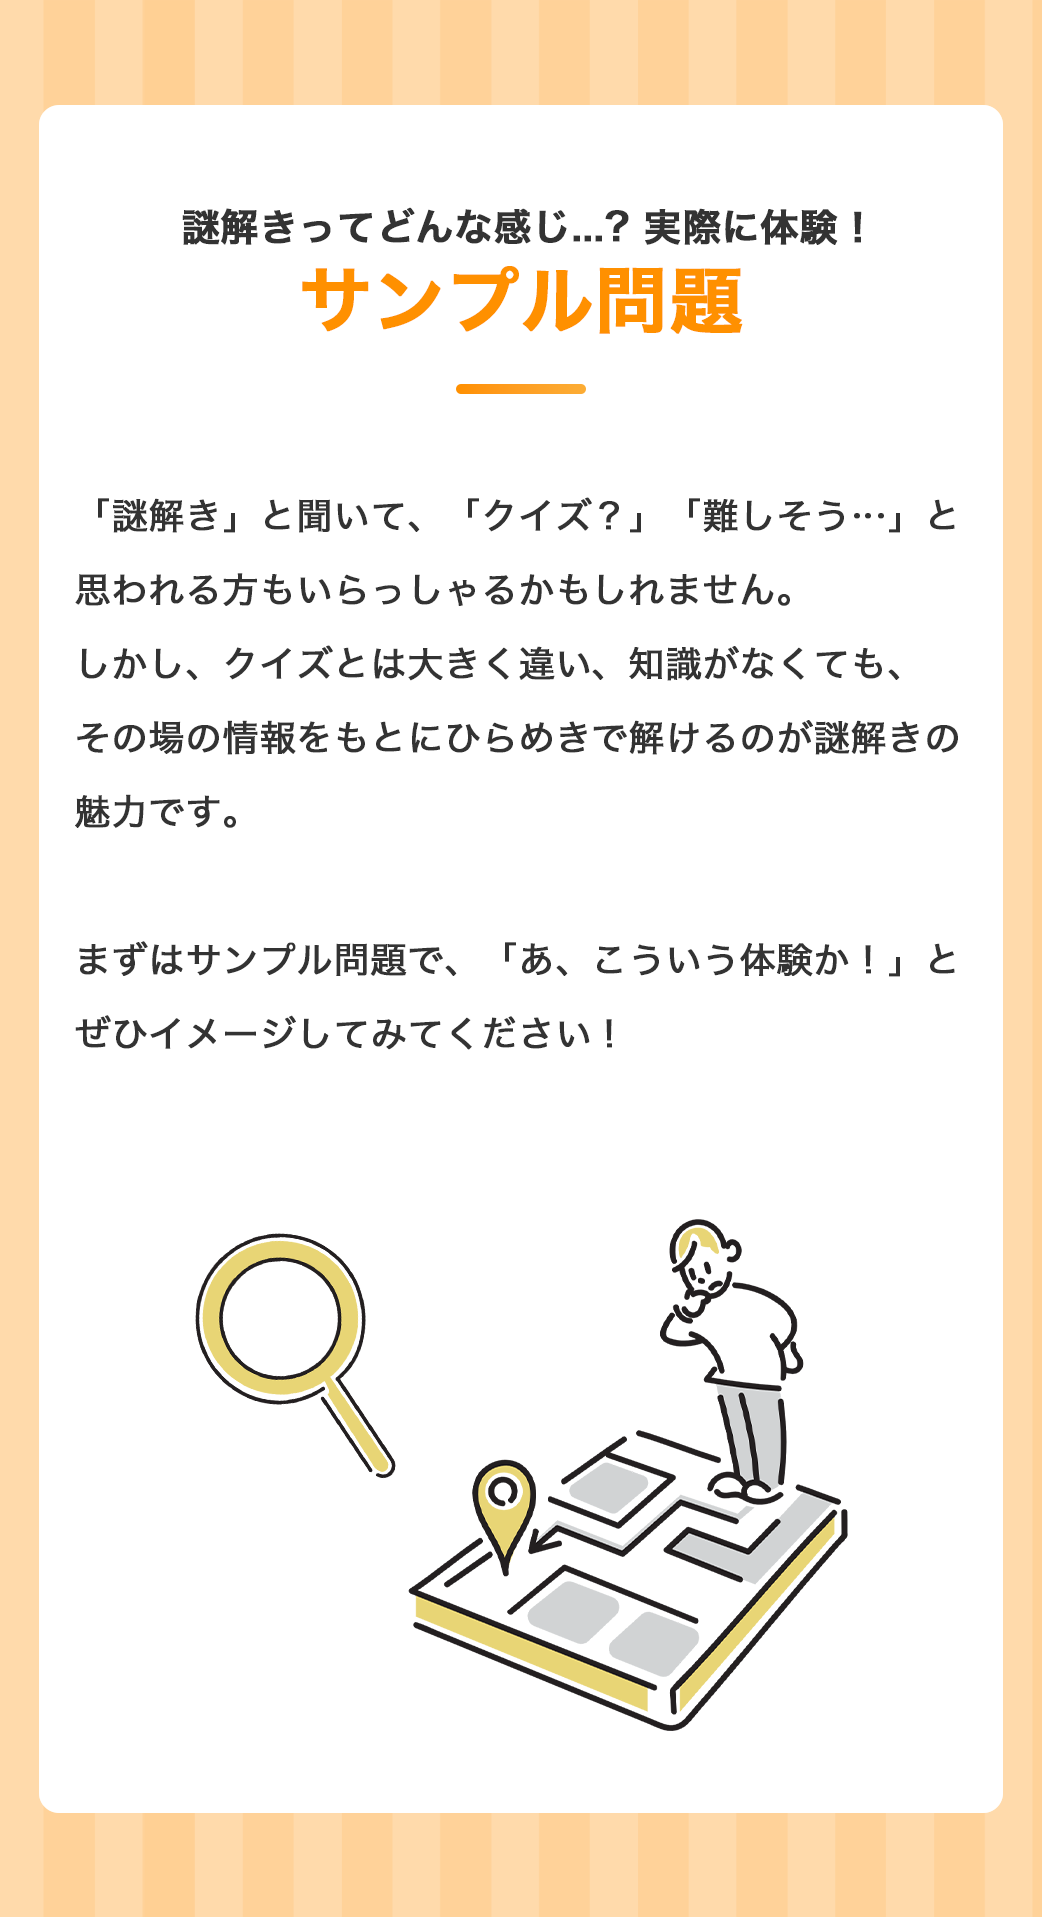 謎解きってどんな感じ...? 実際に体験！
サンプル問題
「謎解き」と聞いて、「クイズ？」「難しそう…」と
思われる方もいらっしゃるかもしれません。
しかし、クイズとは大きく違い、知識がなくても、
その場の情報をもとにひらめきで解けるのが謎解きの
魅力です。
まずはサンプル問題で、「あ、こういう体験か！」と
ぜひイメージしてみてください！